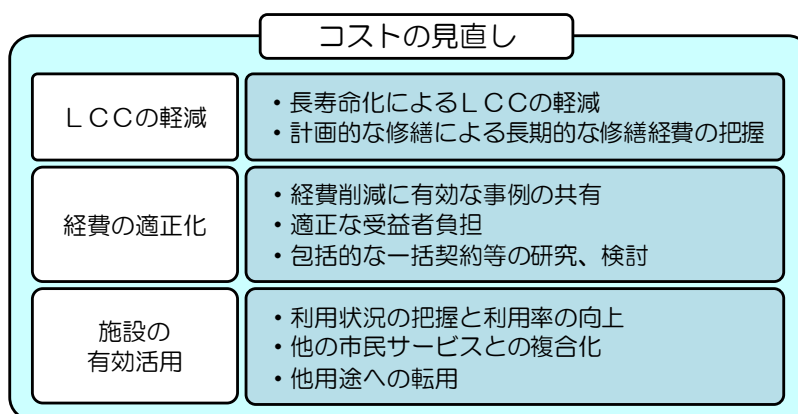 コストの見直し
ＬＣＣの軽減
・長寿命化によるＬＣＣの軽減
・計画的な修繕による長期的な修繕経費の把握
経費の適正化
・経費削減に有効な事例の共有
・適正な受益者負担
・包括的な一括契約等の研究、検討
施設の
有効活用
・利用状況の把握と利用率の向上
・他の市民サービスとの複合化
・他用途への転用